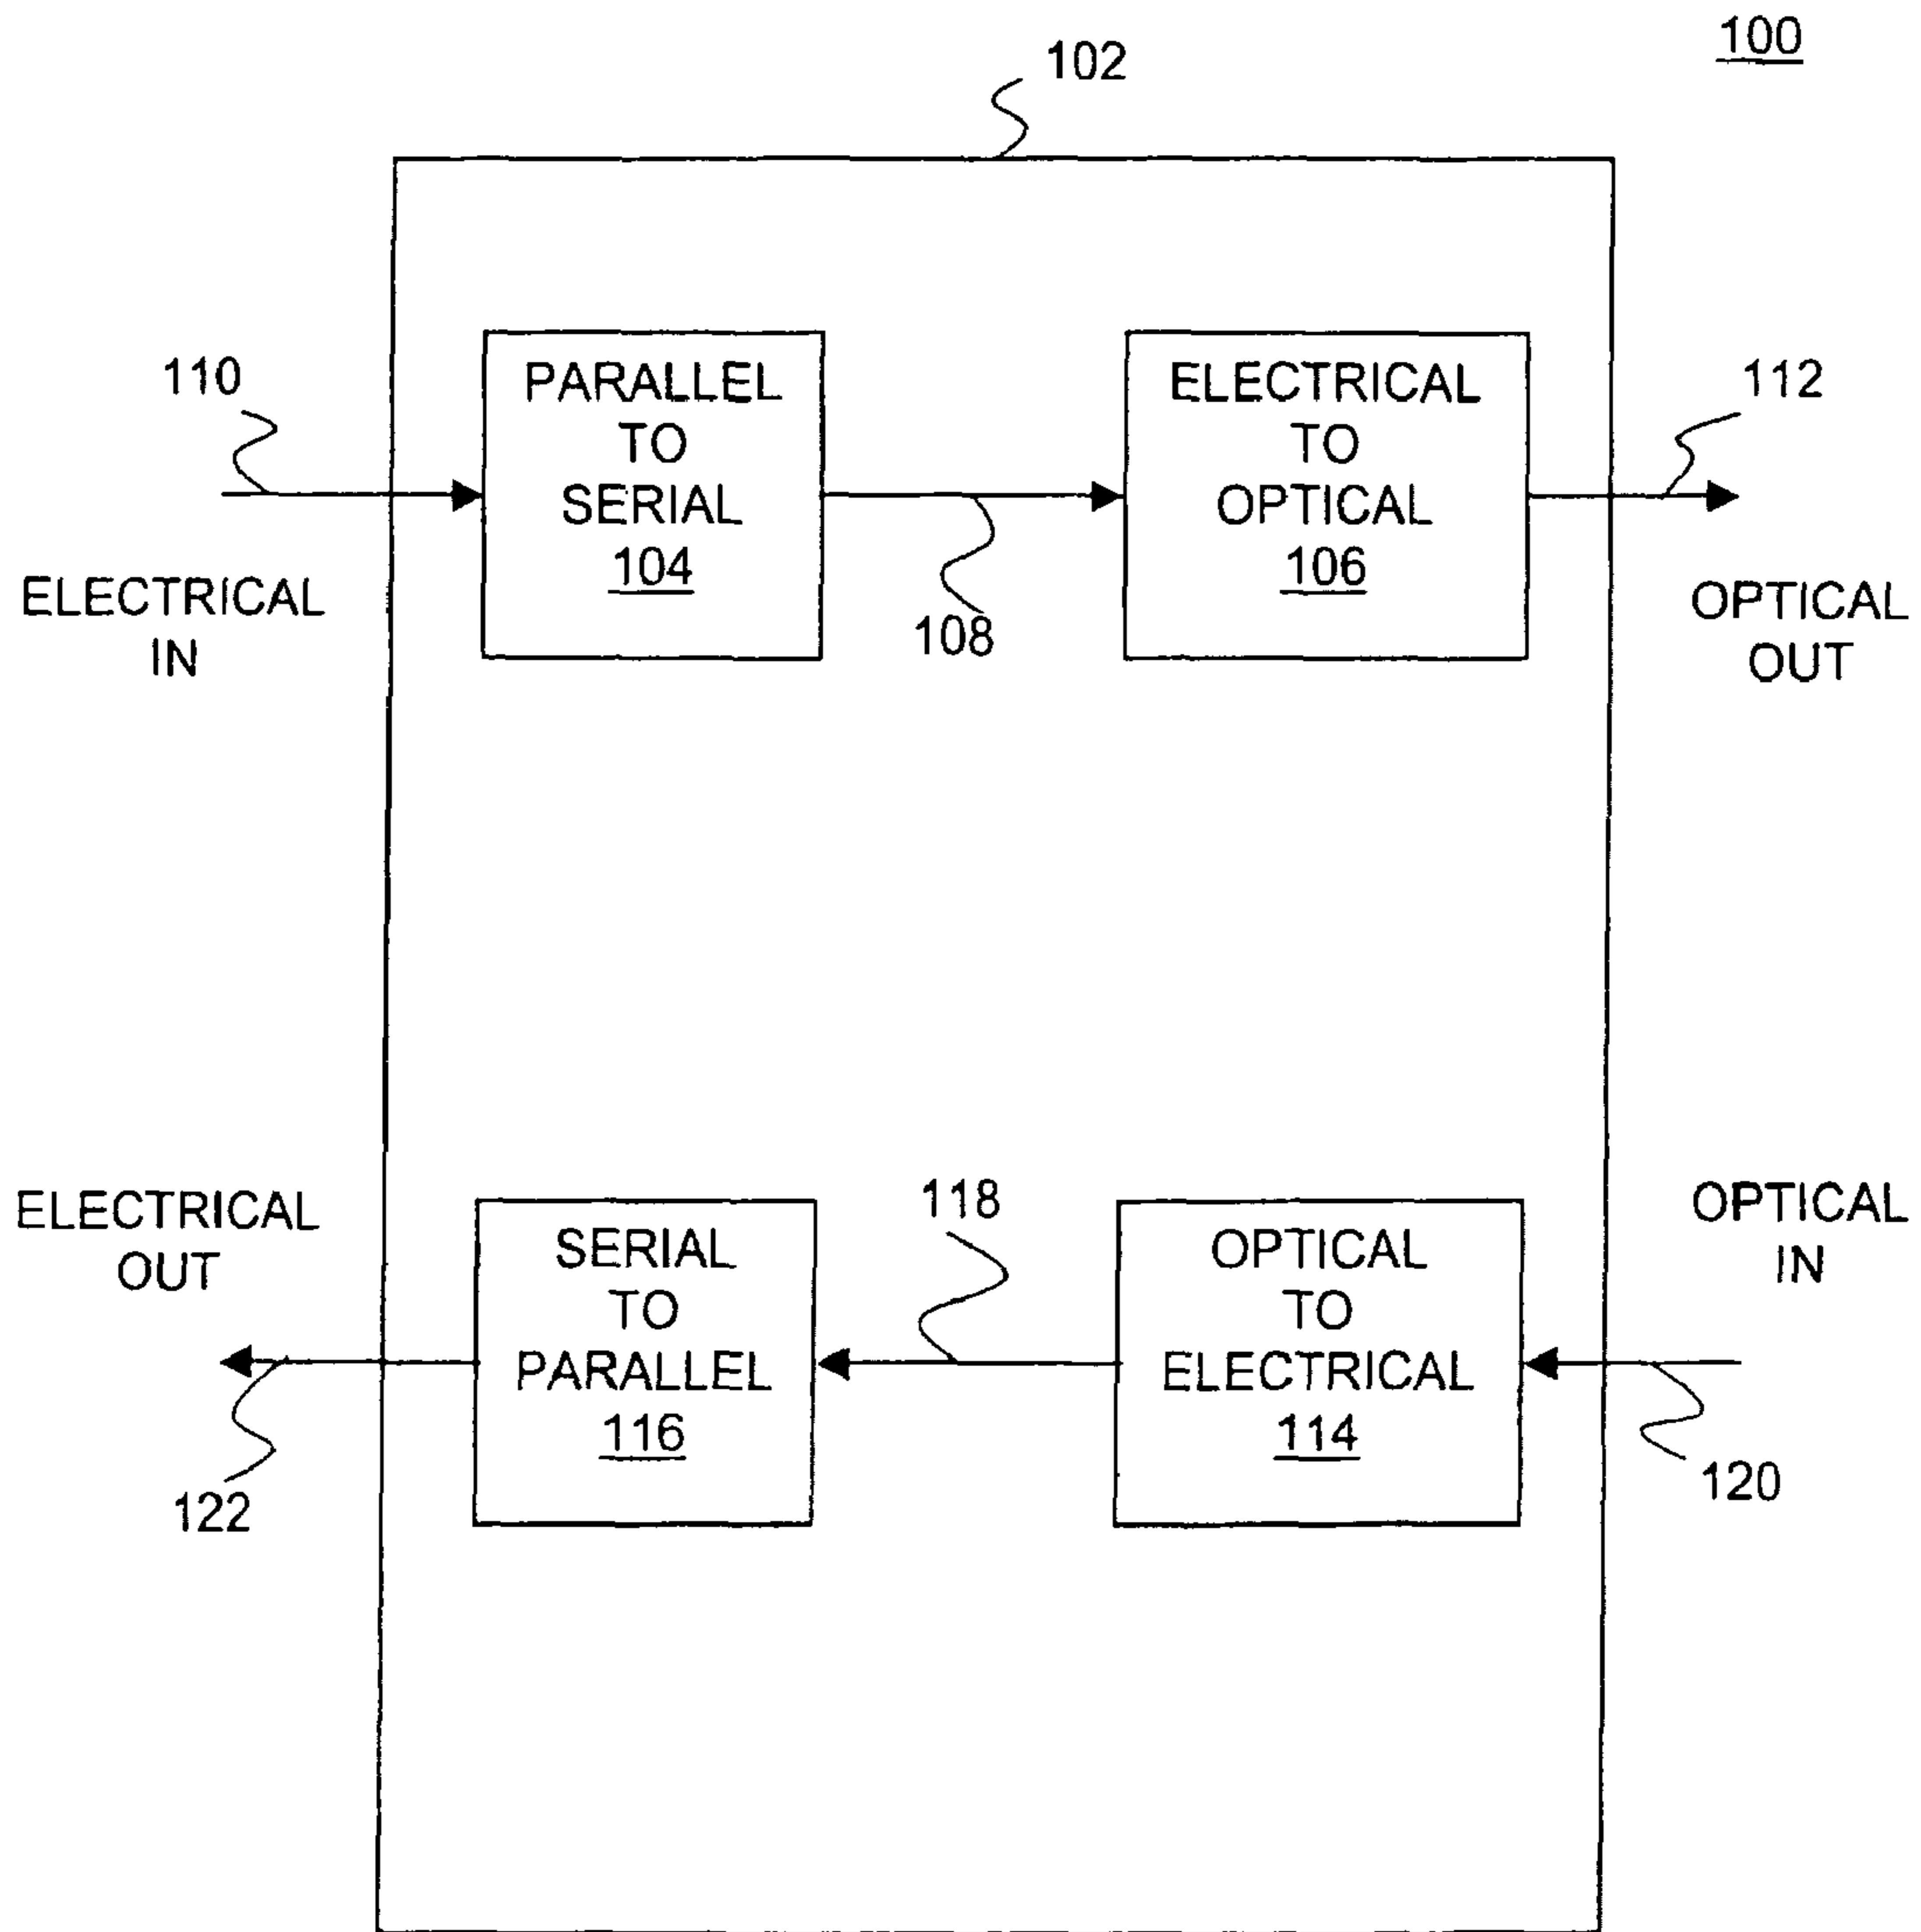 100
102
110
PARALLEL
TO
SERIAL
104
ELECTRICAL
TO
OPTICAL
106
112
ELECTRICAL
IN
108
OPTICAL
OUT
ELECTRICAL
OUT
SERIAL
TO
PARALLEL
116
118
OPTICAL
TO
ELECTRICAL
114
OPTICAL
IN
122
120